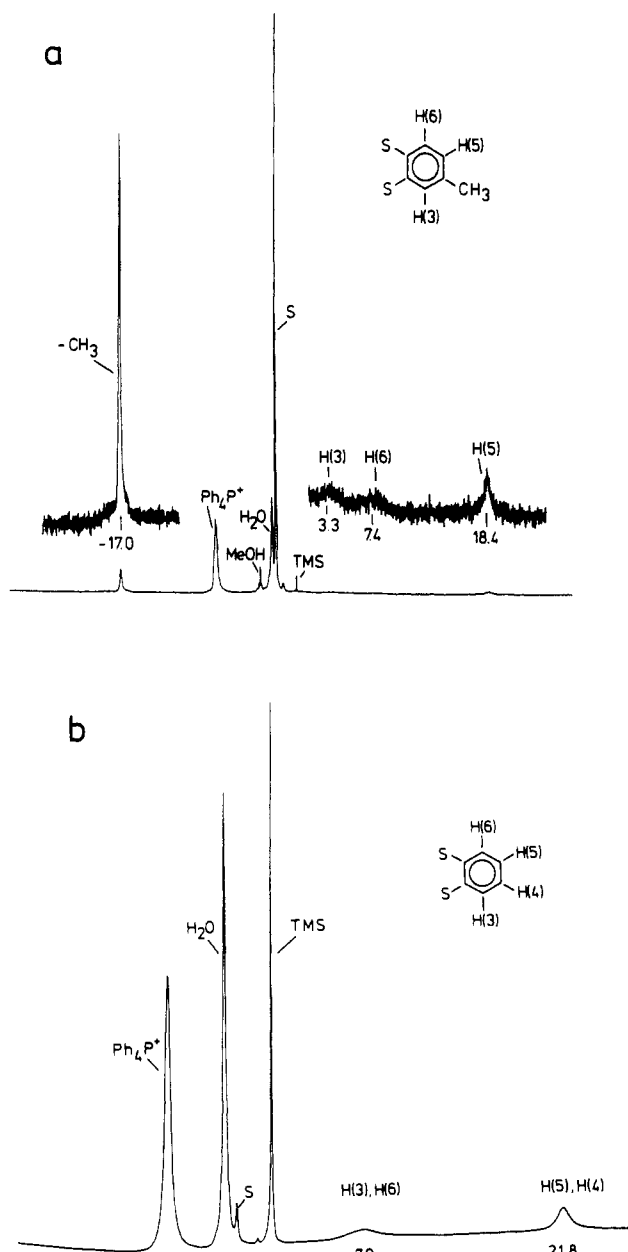 a
H(6)
S
H(5)
S
CH3
H(3)
S
-CH3
H(3)
H(6)
H(5)
Ph4P+
H2O
-17.0
MeOH
TMS
3.3
7.4
18.4
b
H(6)
S
H(5)
S
H(4)
H(3)
H2O
TMS
Ph4P+
S
H(3), H(6)
H(5), H(4)
21.8